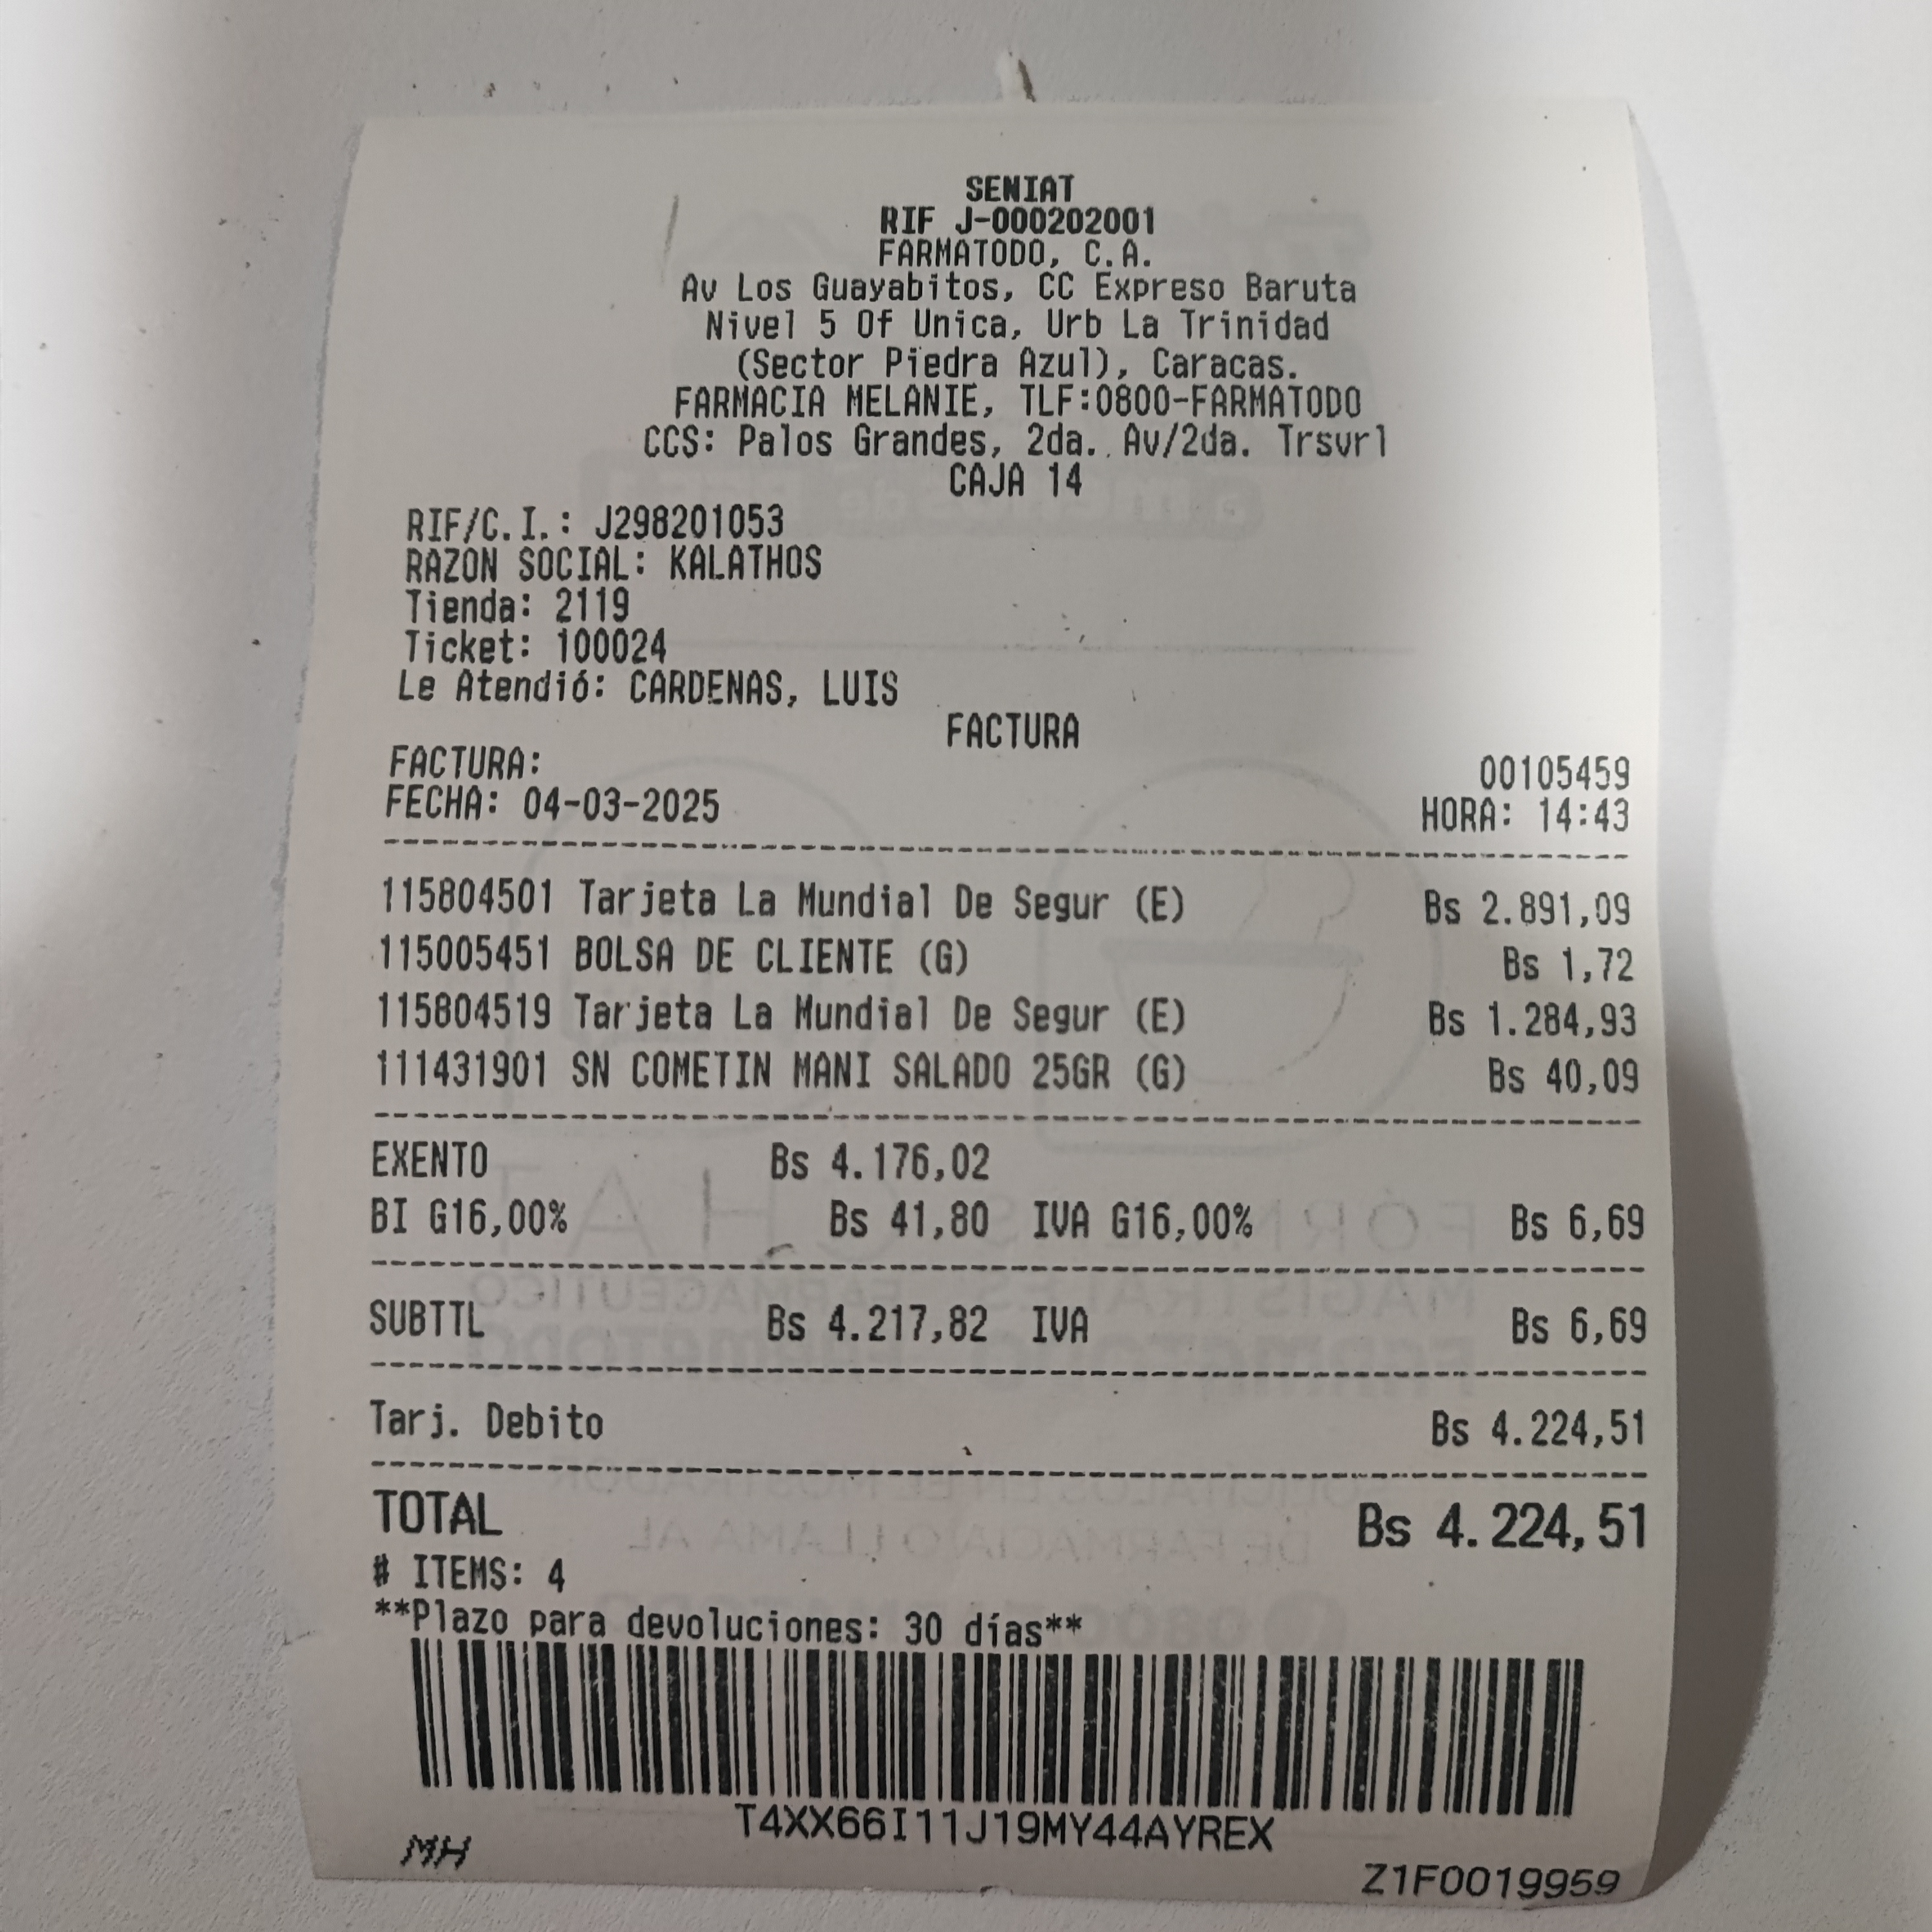 SENIAT
RIF J-000202001
FARMATODO, C.A.
Av Los Guayabitos, CC Expreso Baruta
Nivel 5 Of Unica, Urb La Trinidad
(Sector Piedra Azul), Caracas.
FARMACIA MELANIE, TLF:0800-FARMATODO
CCS: Palos Grandes, 2da. Av/2da. Trsvrl
CAJA 14
RIF/C.I.: J298201053
RAZON SOCIAL: KALATHOS
Tienda: 2119
Ticket: 100024
Le Atendió: CARDENAS, LUIS
FACTURA
FACTURA: 00105459
FECHA: 04-03-2025 HORA: 14:43
115804501 Tarjeta La Mundial De Segur (E) Bs 2.891,09
115005451 BOLSA DE CLIENTE (G) Bs 1,72
115804519 Tarjeta La Mundial De Segur (E) Bs 1.284,93
111431901 SN COMETIN MANI SALADO 25GR (G) Bs 40,09
EXENTO Bs 4.176,02
BI G16,00% Bs 41,80 IVA G16,00% Bs 6,69
SUBTTL Bs 4.217,82 IVA Bs 6,69
Tarj. Debito Bs 4.224,51
TOTAL Bs 4.224,51
# ITEMS: 4
**Plazo para devoluciones: 30 días**
T4XX66I11J19MY44AYREX
MH Z1F0019959